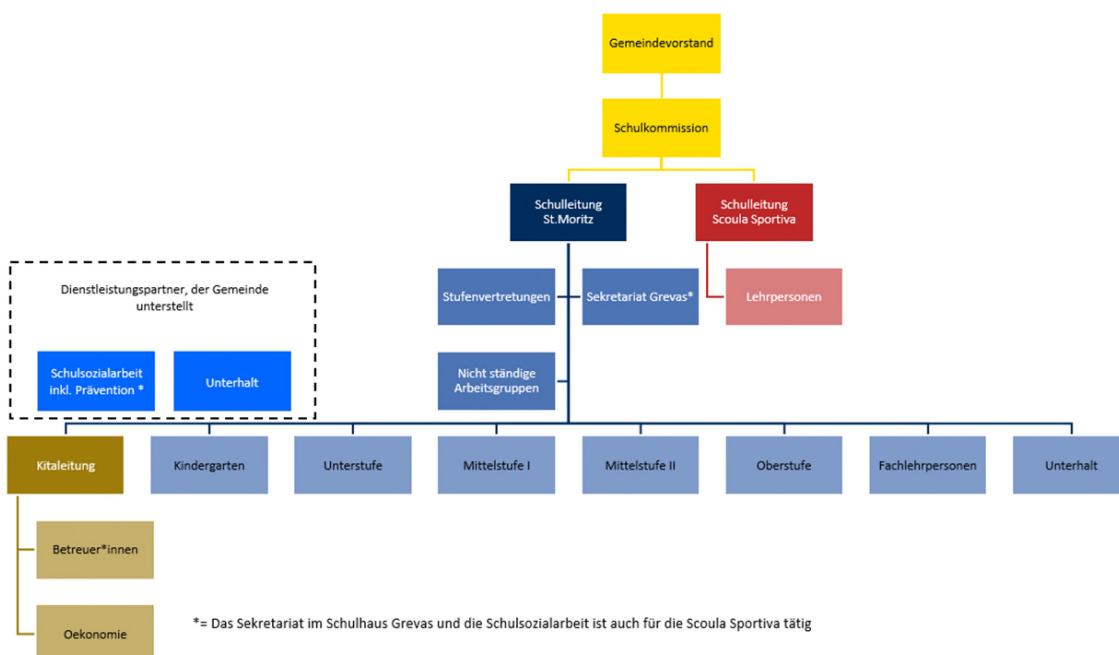 Gemeindevorstand
Schulkommission
Schulleitung
St.Moritz
Schulleitung
Scoula Sportiva
Dienstleistungspartner, der Gemeinde
unterstellt
Stufenvertretungen
Sekretariat Grevas*
Lehrpersonen
Schulsozialarbeit
inkl. Prävention *
Unterhalt
Nicht ständige
Arbeitsgruppen
Kitaleitung
Kindergarten
Unterstufe
Mittelstufe I
Mittelstufe II
Oberstufe
Fachlehrpersonen
Unterhalt
Betreuer*innen
Oekonomie
*= Das Sekretariat im Schulhaus Grevas und die Schulsozialarbeit ist auch für die Scoula Sportiva tätig